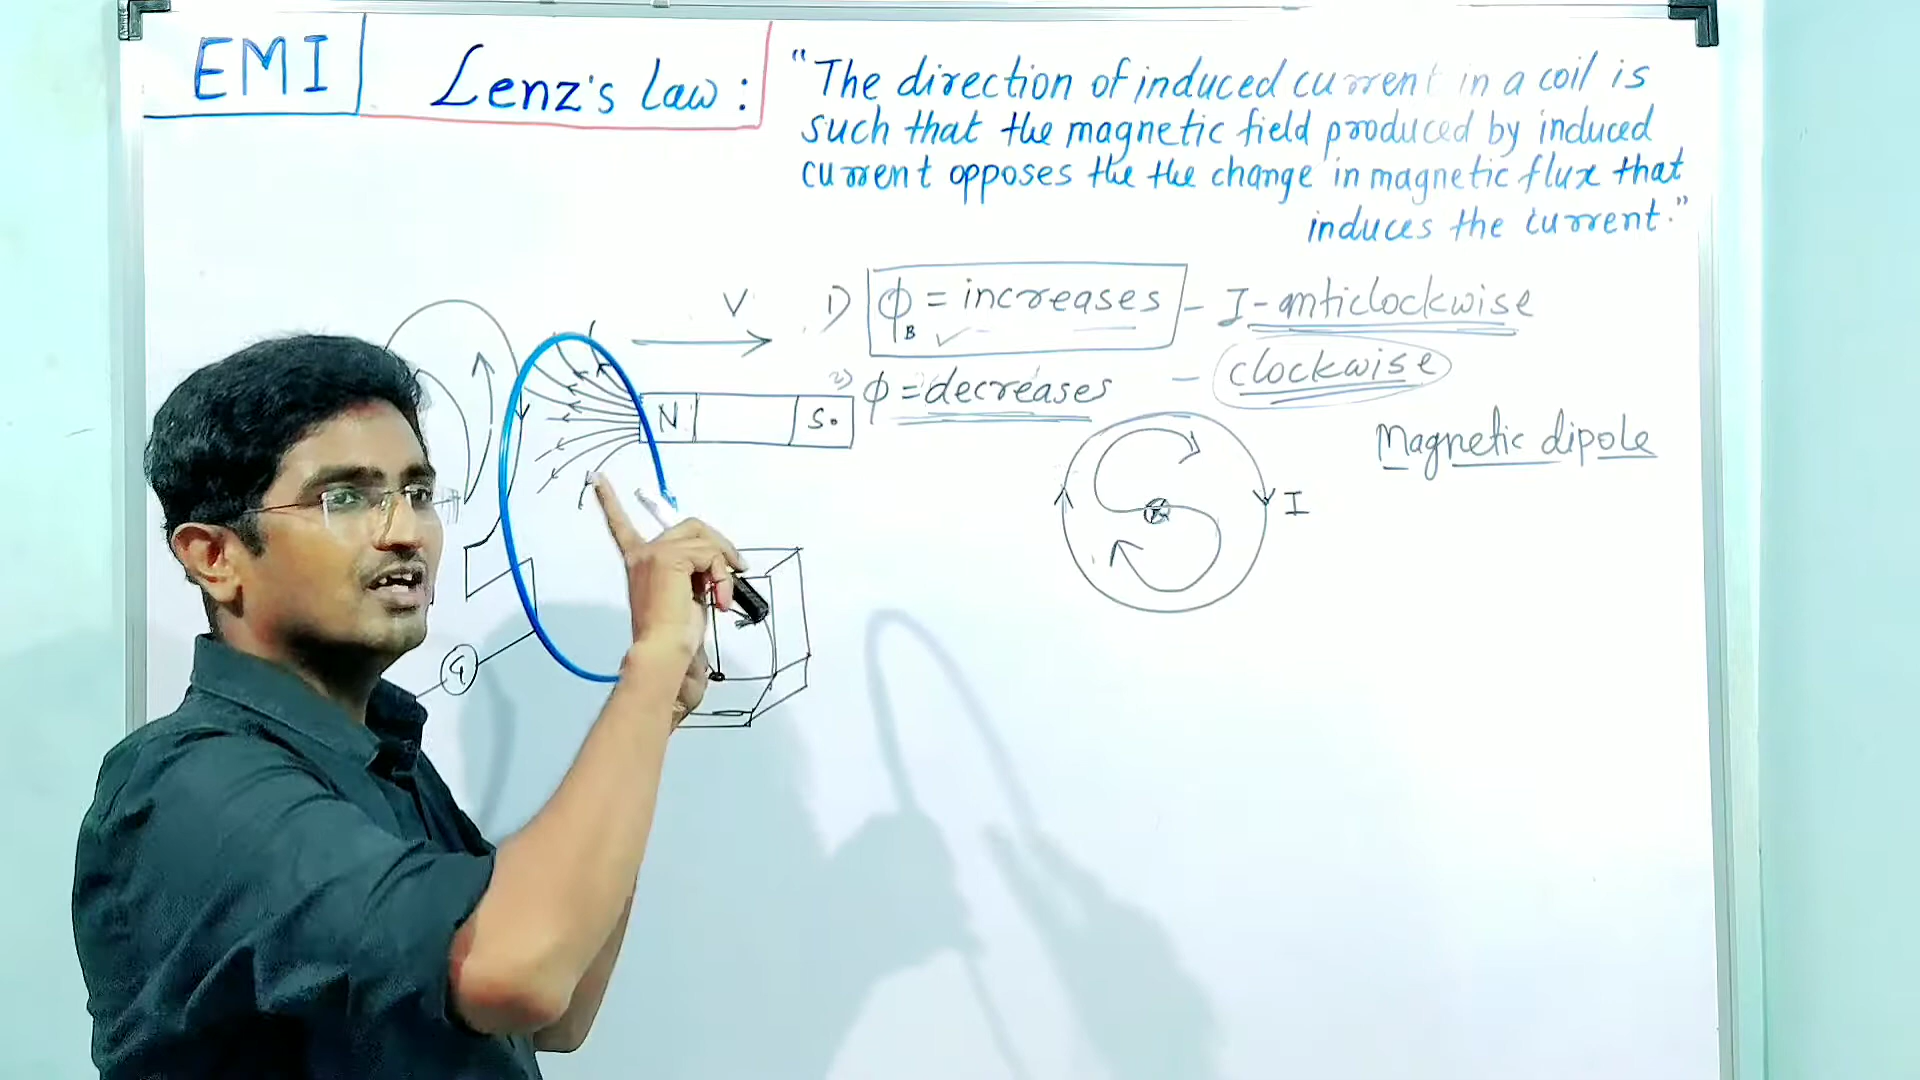 EMI
Lenz's Law :
"The direction of induced current in a coil is
such that the magnetic field produced by induced
current opposes the the change in magnetic flux that
induces the current."
V
1) ϕB = increases - I - anticlockwise
2) ϕ = decreases - clockwise
N S
Magnetic dipole
I
G